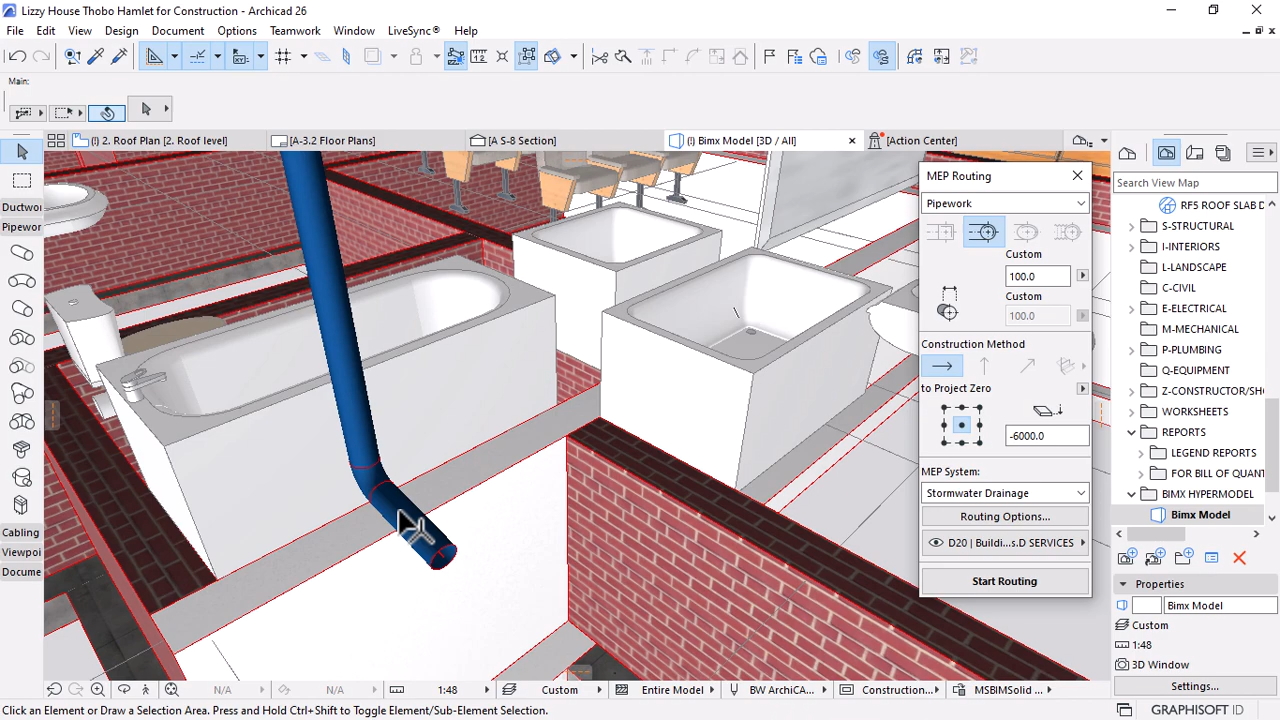 Lizzy House Thobo Hamlet for Construction - Archicad 26
File Edit View Design Document Options Teamwork Window LiveSync® Help
Main:
(!) 2. Roof Plan [2. Roof level]
[A-3.2 Floor Plans]
[A S-8 Section]
(!) Bimx Model [3D / All]
[Action Center]
Ductwo
Pipewor
Cabling
Viewpoi
Docume
MEP Routing
Pipework
Custom
100.0
Custom
100.0
Construction Method
to Project Zero
-6000.0
MEP System:
Stormwater Drainage
Routing Options...
D20 | Buildi...s.D SERVICES
Start Routing
Search View Map
RF5 ROOF SLAB D
S-STRUCTURAL
I-INTERIORS
L-LANDSCAPE
C-CIVIL
E-ELECTRICAL
M-MECHANICAL
P-PLUMBING
Q-EQUIPMENT
Z-CONSTRUCTOR/SH
WORKSHEETS
REPORTS
LEGEND REPORTS
FOR BILL OF QUANT
BIMX HYPERMODEL
Bimx Model
Properties
Bimx Model
Custom
1:48
3D Window
Settings...
N/A
N/A
1:48
Custom
Entire Model
BW ArchiCA...
Construction...
MSBIMSolid ...
Click an Element or Draw a Selection Area. Press and Hold Ctrl+Shift to Toggle Element/Sub-Element Selection.
GRAPHISOFT ID